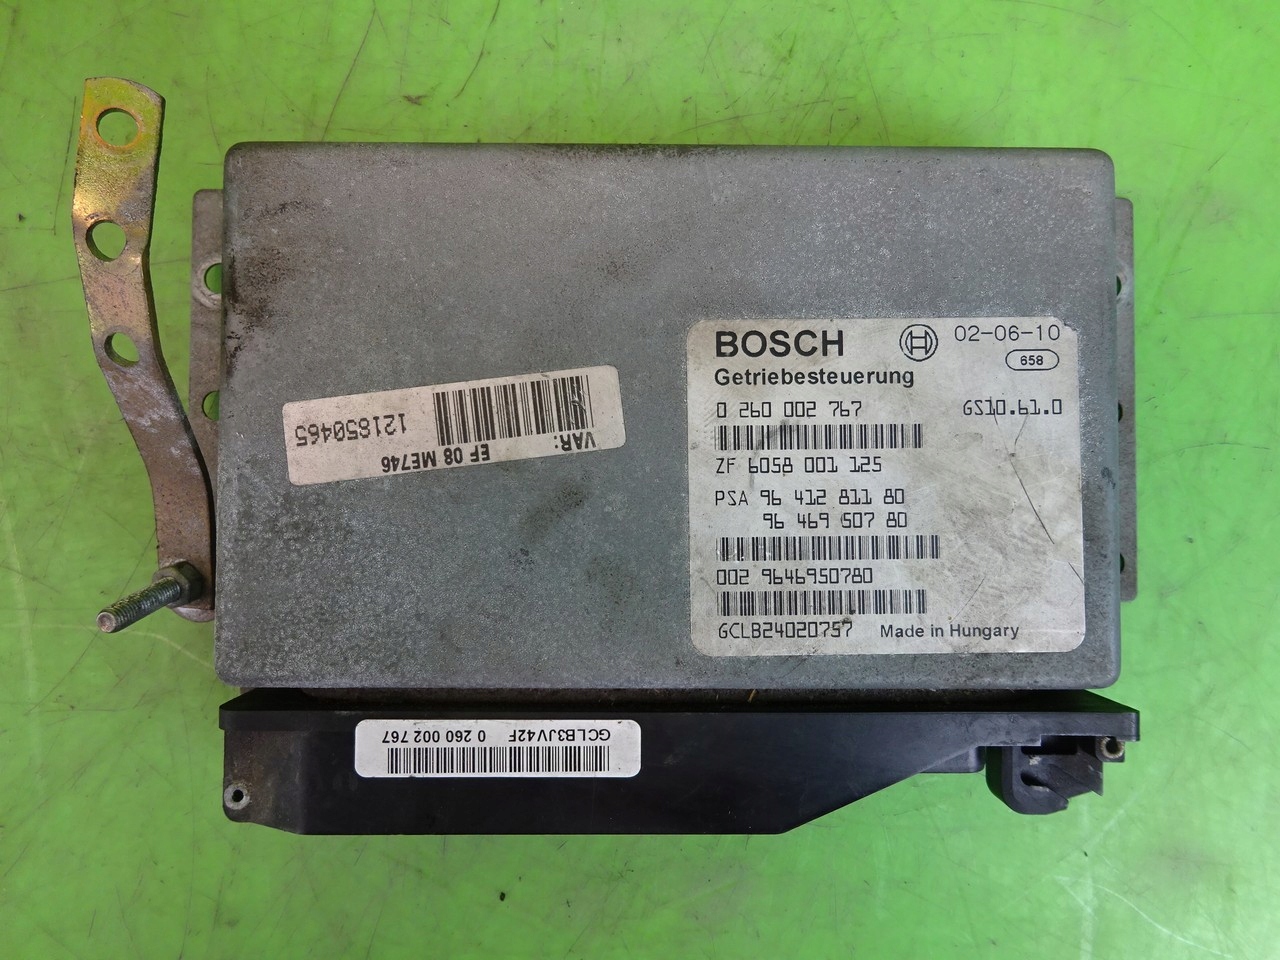 BOSCH 02-06-10
658
Getriebesteuerung
0 260 002 767 GS10.61.0
ZF 6058 001 125
PSA 96 412 811 80
96 469 507 80
002 9646950780
GCLB24020757 Made in Hungary
VAR:
EF 08 ME746
121850465
GCLB3JV42F 0 260 002 767